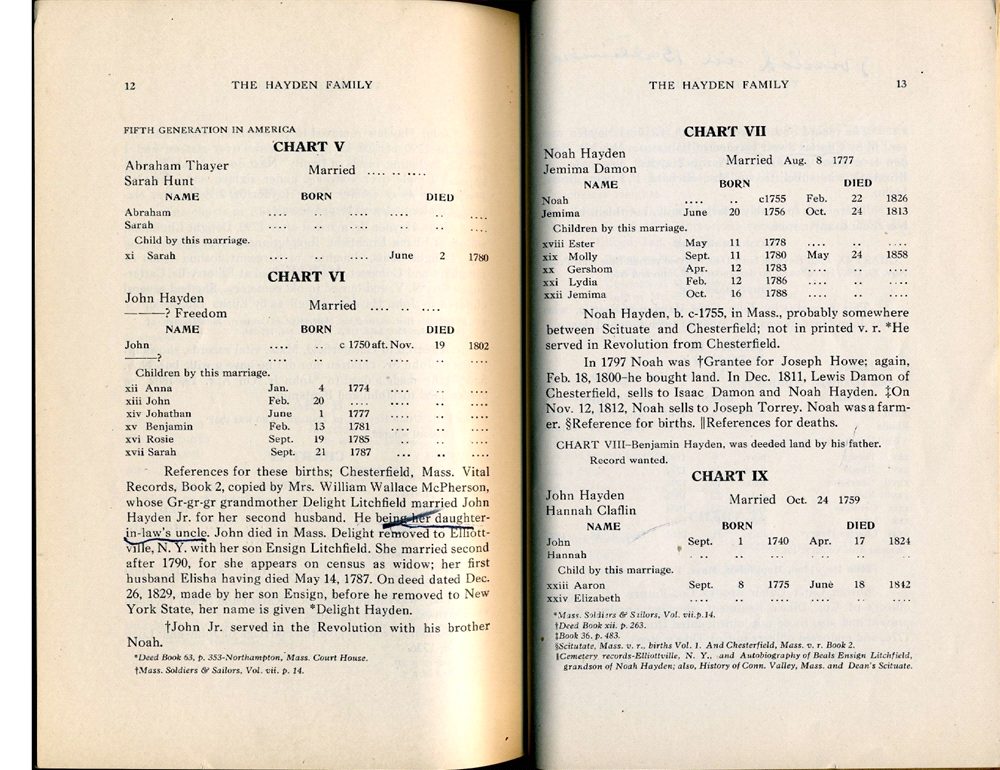 12 THE HAYDEN FAMILY
FIFTH GENERATION IN AMERICA
CHART V
Abraham Thayer
Sarah Hunt
Married .... .. ....
NAME BORN DIED
Abraham .... .. .... .... .. ....
Sarah .... .. .... .... .. ....
Child by this marriage.
xi Sarah .... .. .... June 2 1780
CHART VI
John Hayden
———? Freedom
Married .... .. ....
NAME BORN DIED
John .... .. c 1750 aft. Nov. 19 1802
———? .... .. .... .... .. ....
Children by this marriage.
xii Anna Jan. 4 1774 .... .. ....
xiii John Feb. 20 .... .... .. ....
xiv Johathan June 1 1777 .... .. ....
xv Benjamin Feb. 13 1781 .... .. ....
xvi Rosie Sept. 19 1785 .. .. ....
xvii Sarah Sept. 21 1787 ... .. ....
References for these births; Chesterfield, Mass. Vital
Records, Book 2, copied by Mrs. William Wallace McPherson,
whose Gr-gr-gr grandmother Delight Litchfield married John
Hayden Jr. for her second husband. He being her daughter-
in-law's uncle. John died in Mass. Delight removed to Elliott-
ville, N. Y. with her son Ensign Litchfield. She married second
after 1790, for she appears on census as widow; her first
husband Elisha having died May 14, 1787. On deed dated Dec.
26, 1829, made by her son Ensign, before he removed to New
York State, her name is given *Delight Hayden.
†John Jr. served in the Revolution with his brother
Noah.
*Deed Book 63, p. 353-Northampton, Mass. Court House.
†Mass. Soldiers & Sailors, Vol. vii. p. 14.
THE HAYDEN FAMILY 13
CHART VII
Noah Hayden
Jemima Damon
Married Aug. 8 1777
NAME BORN DIED
Noah .... .. c1755 Feb. 22 1826
Jemima June 20 1756 Oct. 24 1813
Children by this marriage.
xviii Ester May 11 1778 .... .. ....
xix Molly Sept. 11 1780 May 24 1858
xx Gershom Apr. 12 1783 .... .. ....
xxi Lydia Feb. 12 1786 .... .. ....
xxii Jemima Oct. 16 1788 .... .. ....
Noah Hayden, b. c-1755, in Mass., probably somewhere
between Scituate and Chesterfield; not in printed v. r. *He
served in Revolution from Chesterfield.
In 1797 Noah was †Grantee for Joseph Howe; again,
Feb. 18, 1800-he bought land. In Dec. 1811, Lewis Damon of
Chesterfield, sells to Isaac Damon and Noah Hayden. ‡On
Nov. 12, 1812, Noah sells to Joseph Torrey. Noah was a farm-
er. §Reference for births. ‖References for deaths.
CHART VIII—Benjamin Hayden, was deeded land by his father.
Record wanted.
CHART IX
John Hayden
Hannah Claflin
Married Oct. 24 1759
NAME BORN DIED
John Sept. 1 1740 Apr. 17 1824
Hannah .. .. ... ... .. ...
Child by this marriage.
xxiii Aaron Sept. 8 1775 June 18 1842
xxiv Elizabeth .... .. .... .... .. ....
*Mass. Soldiers & Sailors, Vol. vii.p.14.
†Deed Book xii. p. 263.
‡Book 36. p. 483.
§Scitutate, Mass. v. r., births Vol. 1. And Chesterfield, Mass. v. r. Book 2.
‖Cemetery records-Elliottville, N. Y., and Autobiography of Beals Ensign Litchfield,
grandson of Noah Hayden; also, History of Conn. Valley, Mass. and Dean's Scituate.